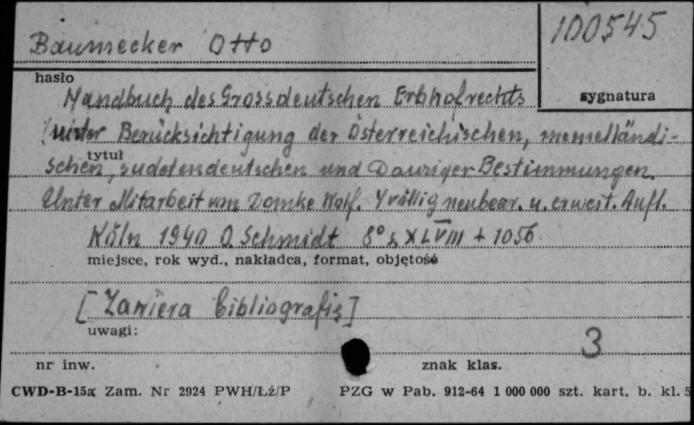 Baumecker Otto
100545
hasło
sygnatura
Handbuch des Grossdeutschen Erbhofrechts
unter Berücksichtigung der Österreichischen, memelländi-
tytuł
schen, sudetendeutschen und Danziger Bestimmungen.
Unter Mitarbeit von Domke Wolf. 4 völlig neubear. u. erweit. Aufl.
Köln 1940 O. Schmidt 8° s XLVIII + 1056
miejsce, rok wyd., nakładca, format, objętość
[Zawiera bibliografię]
uwagi:
3
nr inw.
znak klas.
CWD-B-15a Zam. Nr 2924 PWH/Łź/P
PZG w Pab. 912-64 1 000 000 szt. kart. b. kl. 5